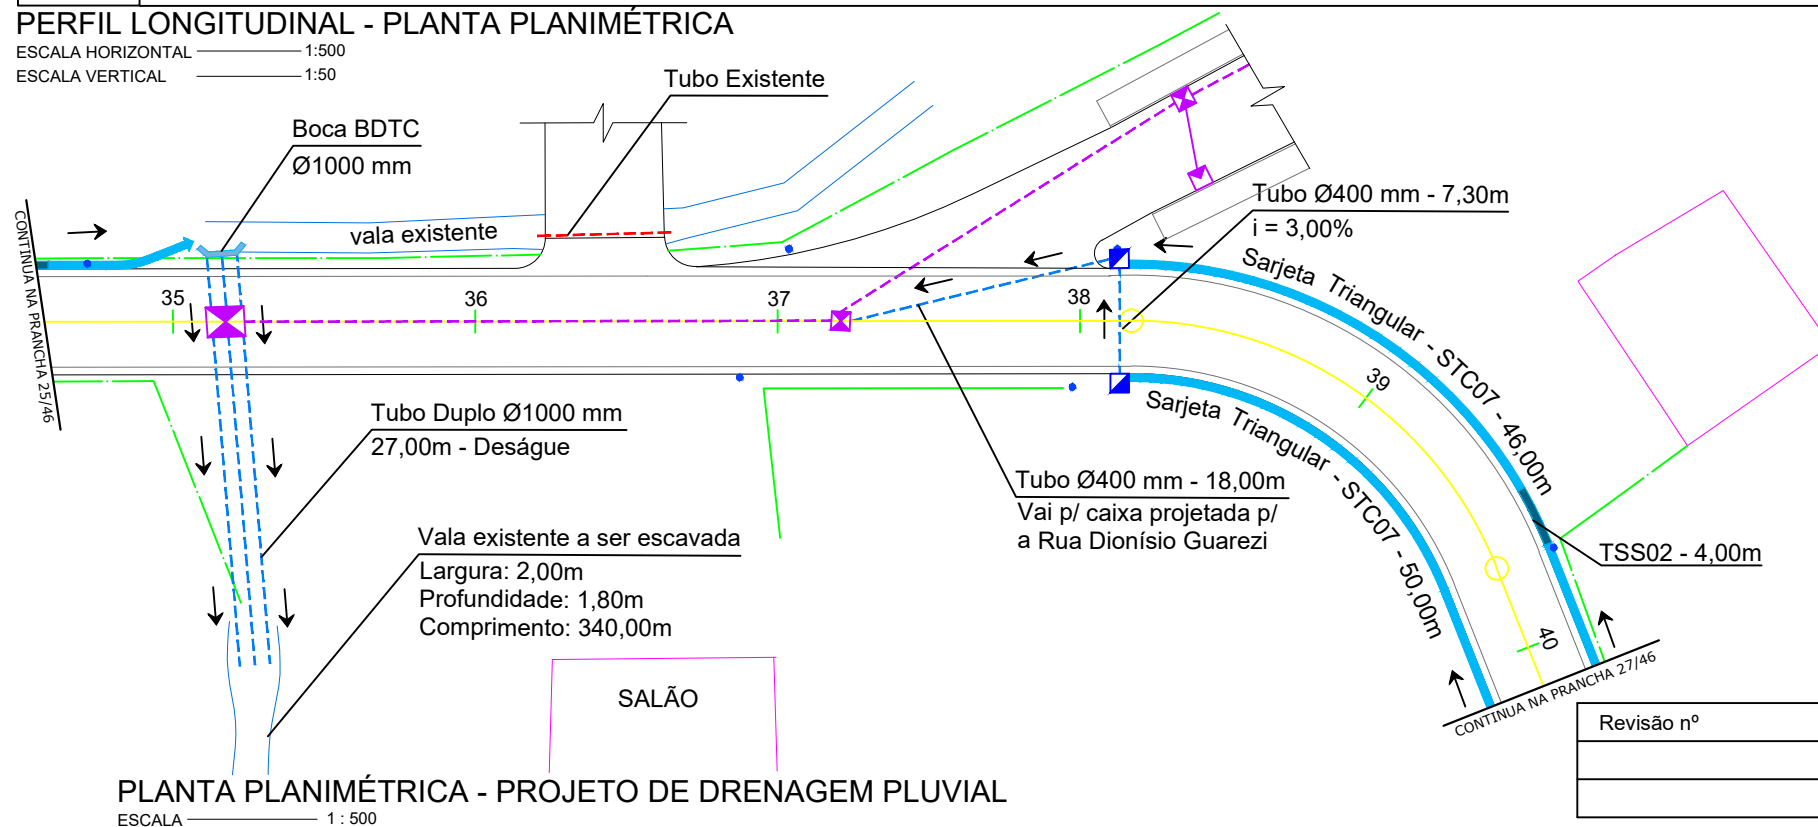 PERFIL LONGITUDINAL - PLANTA PLANIMÉTRICA
ESCALA HORIZONTAL 1:500
ESCALA VERTICAL 1:50
Tubo Existente
Boca BDTC
Ø1000 mm
vala existente
CONTINUA NA PRANCHA 25/46
35
36
37
38
39
40
Tubo Ø400 mm - 7,30m
i = 3,00%
Sarjeta Triangular - STC07 - 46,00m
Sarjeta Triangular - STC07 - 50,00m
Tubo Duplo Ø1000 mm
27,00m - Deságue
Tubo Ø400 mm - 18,00m
Vai p/ caixa projetada p/
a Rua Dionísio Guarezi
TSS02 - 4,00m
Vala existente a ser escavada
Largura: 2,00m
Profundidade: 1,80m
Comprimento: 340,00m
SALÃO
CONTINUA NA PRANCHA 27/46
Revisão nº
PLANTA PLANIMÉTRICA - PROJETO DE DRENAGEM PLUVIAL
ESCALA 1 : 500